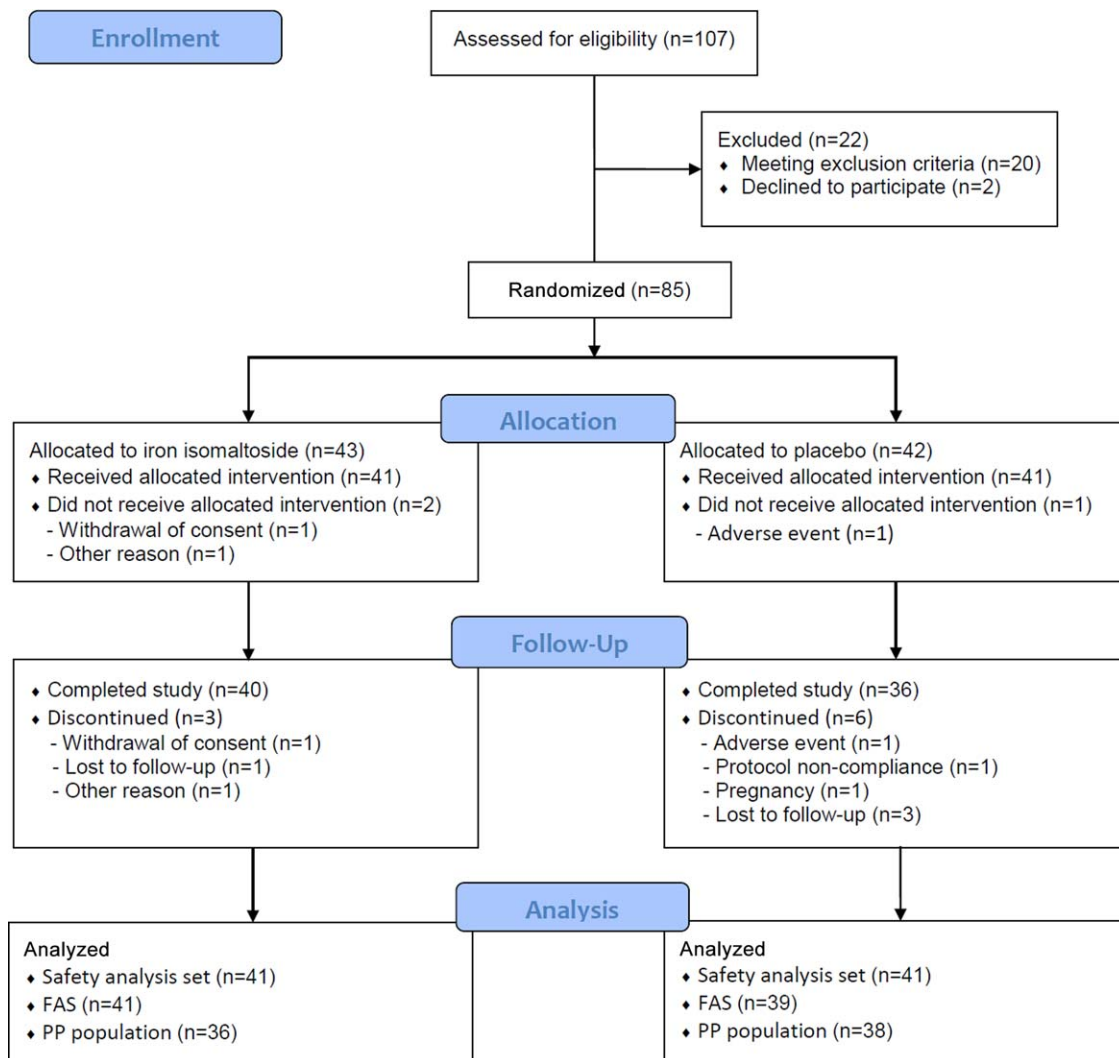 Enrollment
Assessed for eligibility (n=107)
Excluded (n=22)
♦ Meeting exclusion criteria (n=20)
♦ Declined to participate (n=2)
Randomized (n=85)
Allocation
Allocated to iron isomaltoside (n=43)
♦ Received allocated intervention (n=41)
♦ Did not receive allocated intervention (n=2)
- Withdrawal of consent (n=1)
- Other reason (n=1)
Allocated to placebo (n=42)
♦ Received allocated intervention (n=41)
♦ Did not receive allocated intervention (n=1)
- Adverse event (n=1)
Follow-Up
♦ Completed study (n=40)
♦ Discontinued (n=3)
- Withdrawal of consent (n=1)
- Lost to follow-up (n=1)
- Other reason (n=1)
♦ Completed study (n=36)
♦ Discontinued (n=6)
- Adverse event (n=1)
- Protocol non-compliance (n=1)
- Pregnancy (n=1)
- Lost to follow-up (n=3)
Analysis
Analyzed
♦ Safety analysis set (n=41)
♦ FAS (n=41)
♦ PP population (n=36)
Analyzed
♦ Safety analysis set (n=41)
♦ FAS (n=39)
♦ PP population (n=38)